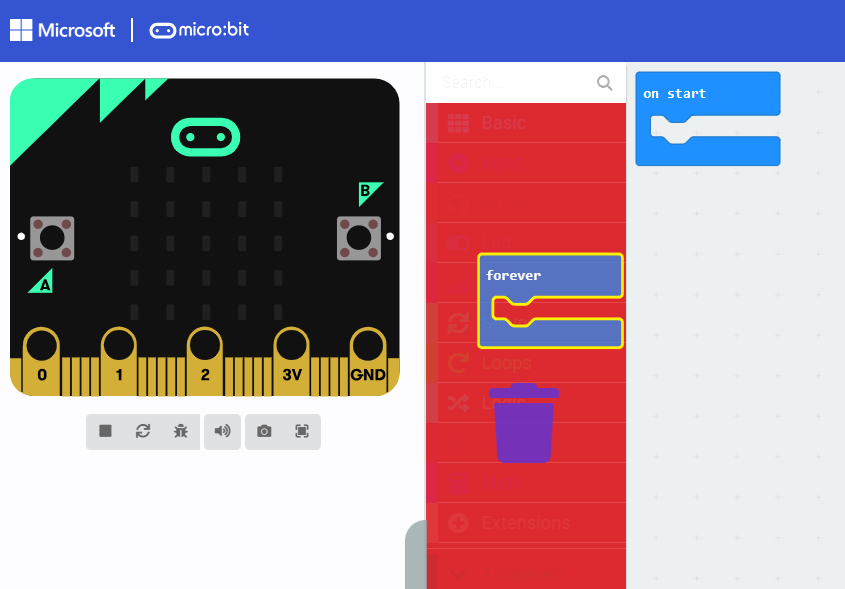 Microsoft micro:bit
Search...
on start
B
A
0 1 2 3V GND
Basic
forever
Loops
Logic
Extensions